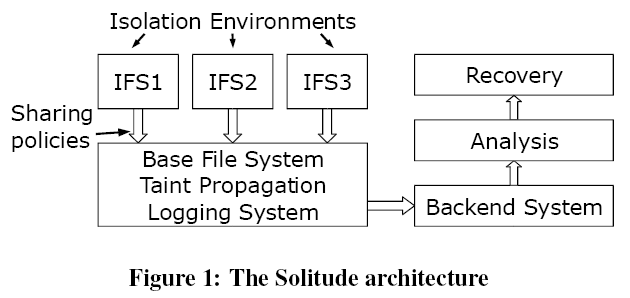 Isolation Environments
IFS1
IFS2
IFS3
Sharing
policies
Base File System
Taint Propagation
Logging System
Recovery
Analysis
Backend System
Figure 1: The Solitude architecture